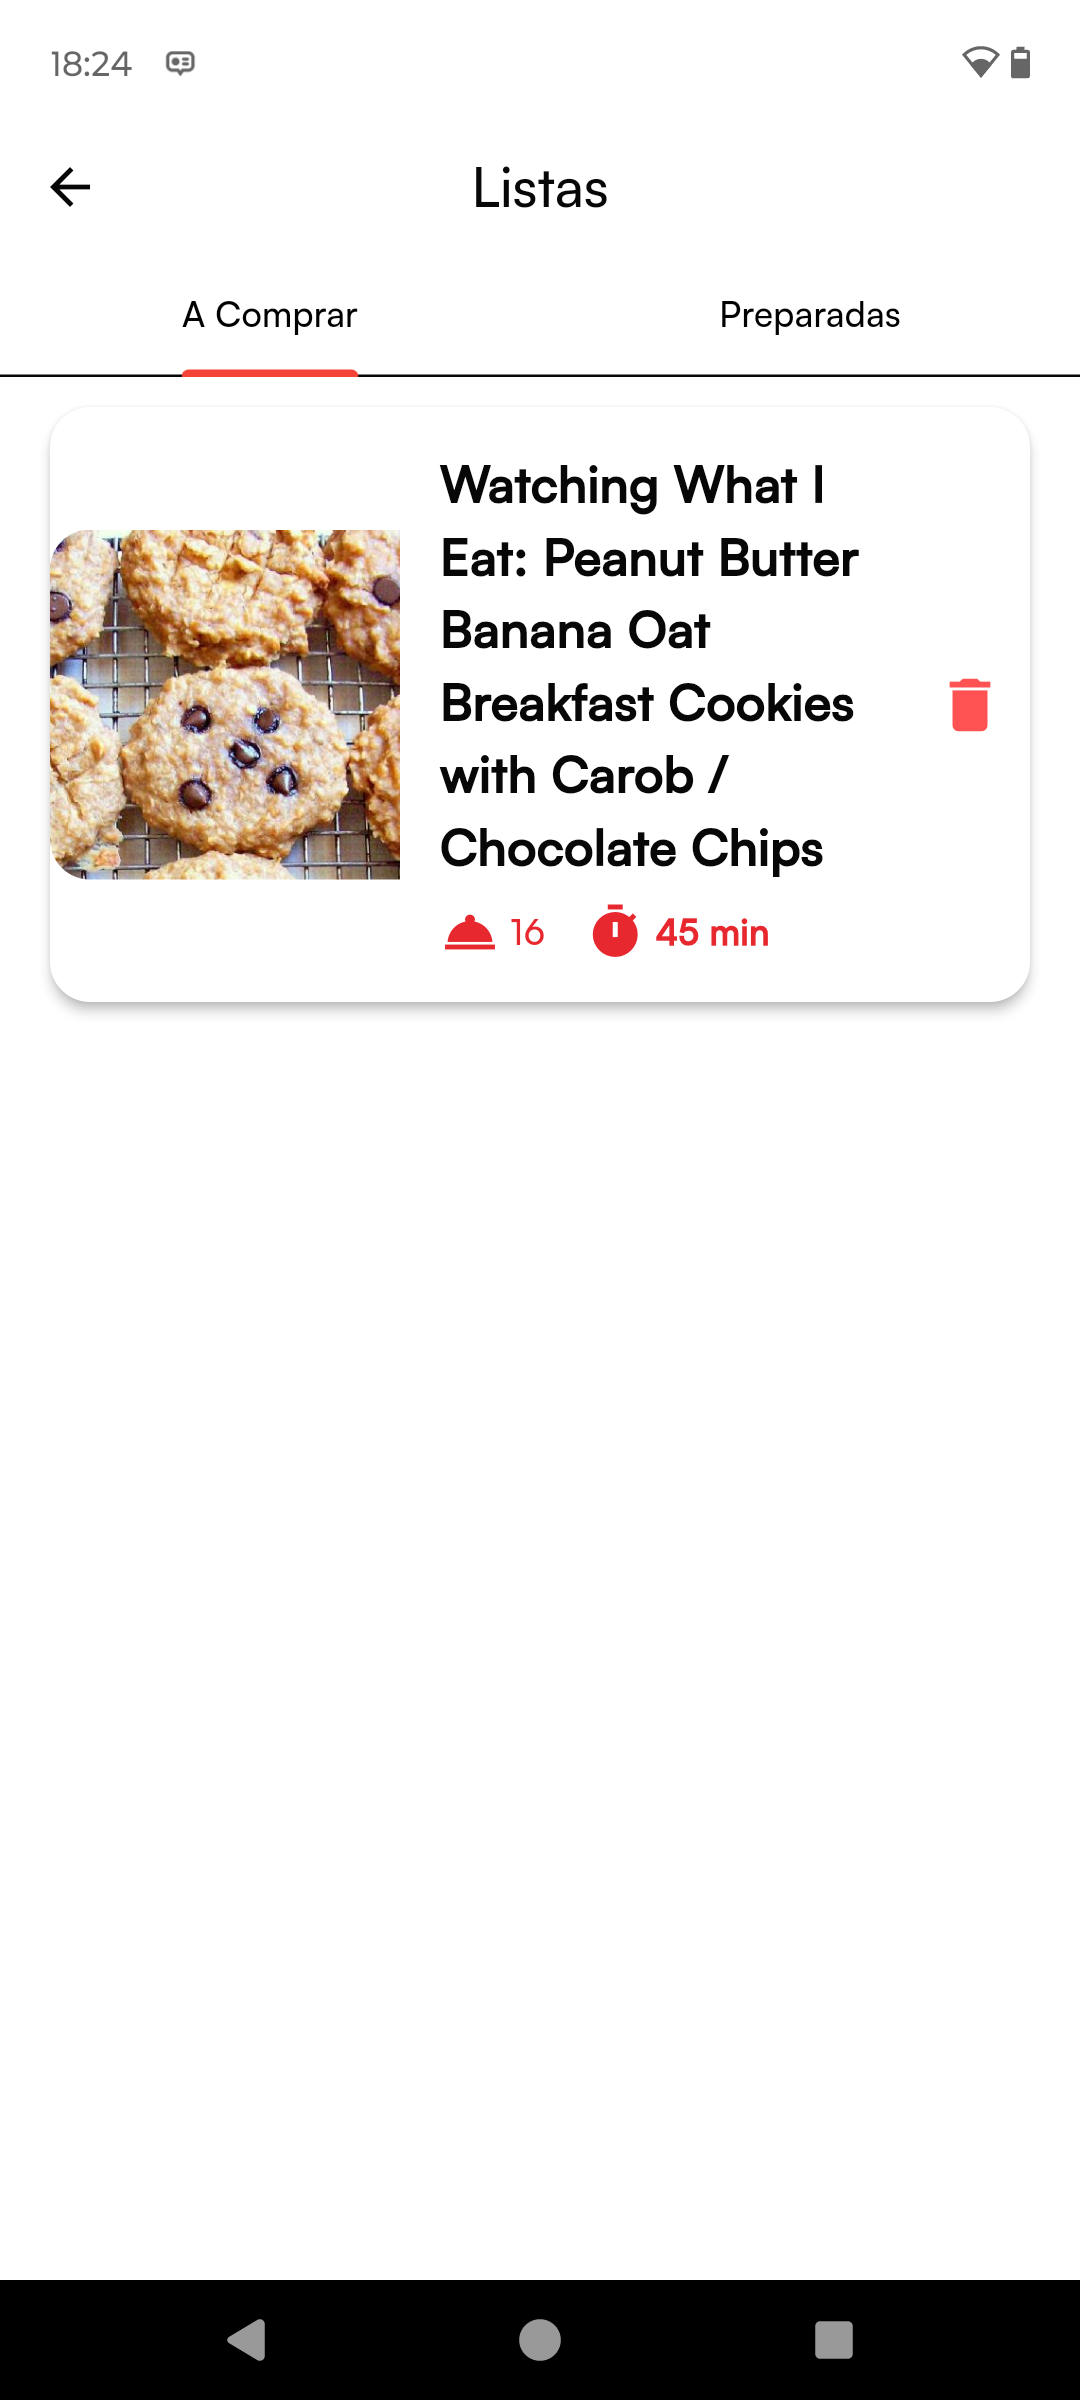 18:24
Listas
A Comprar
Preparadas
Watching What I
Eat: Peanut Butter
Banana Oat
Breakfast Cookies
with Carob /
Chocolate Chips
16
45 min